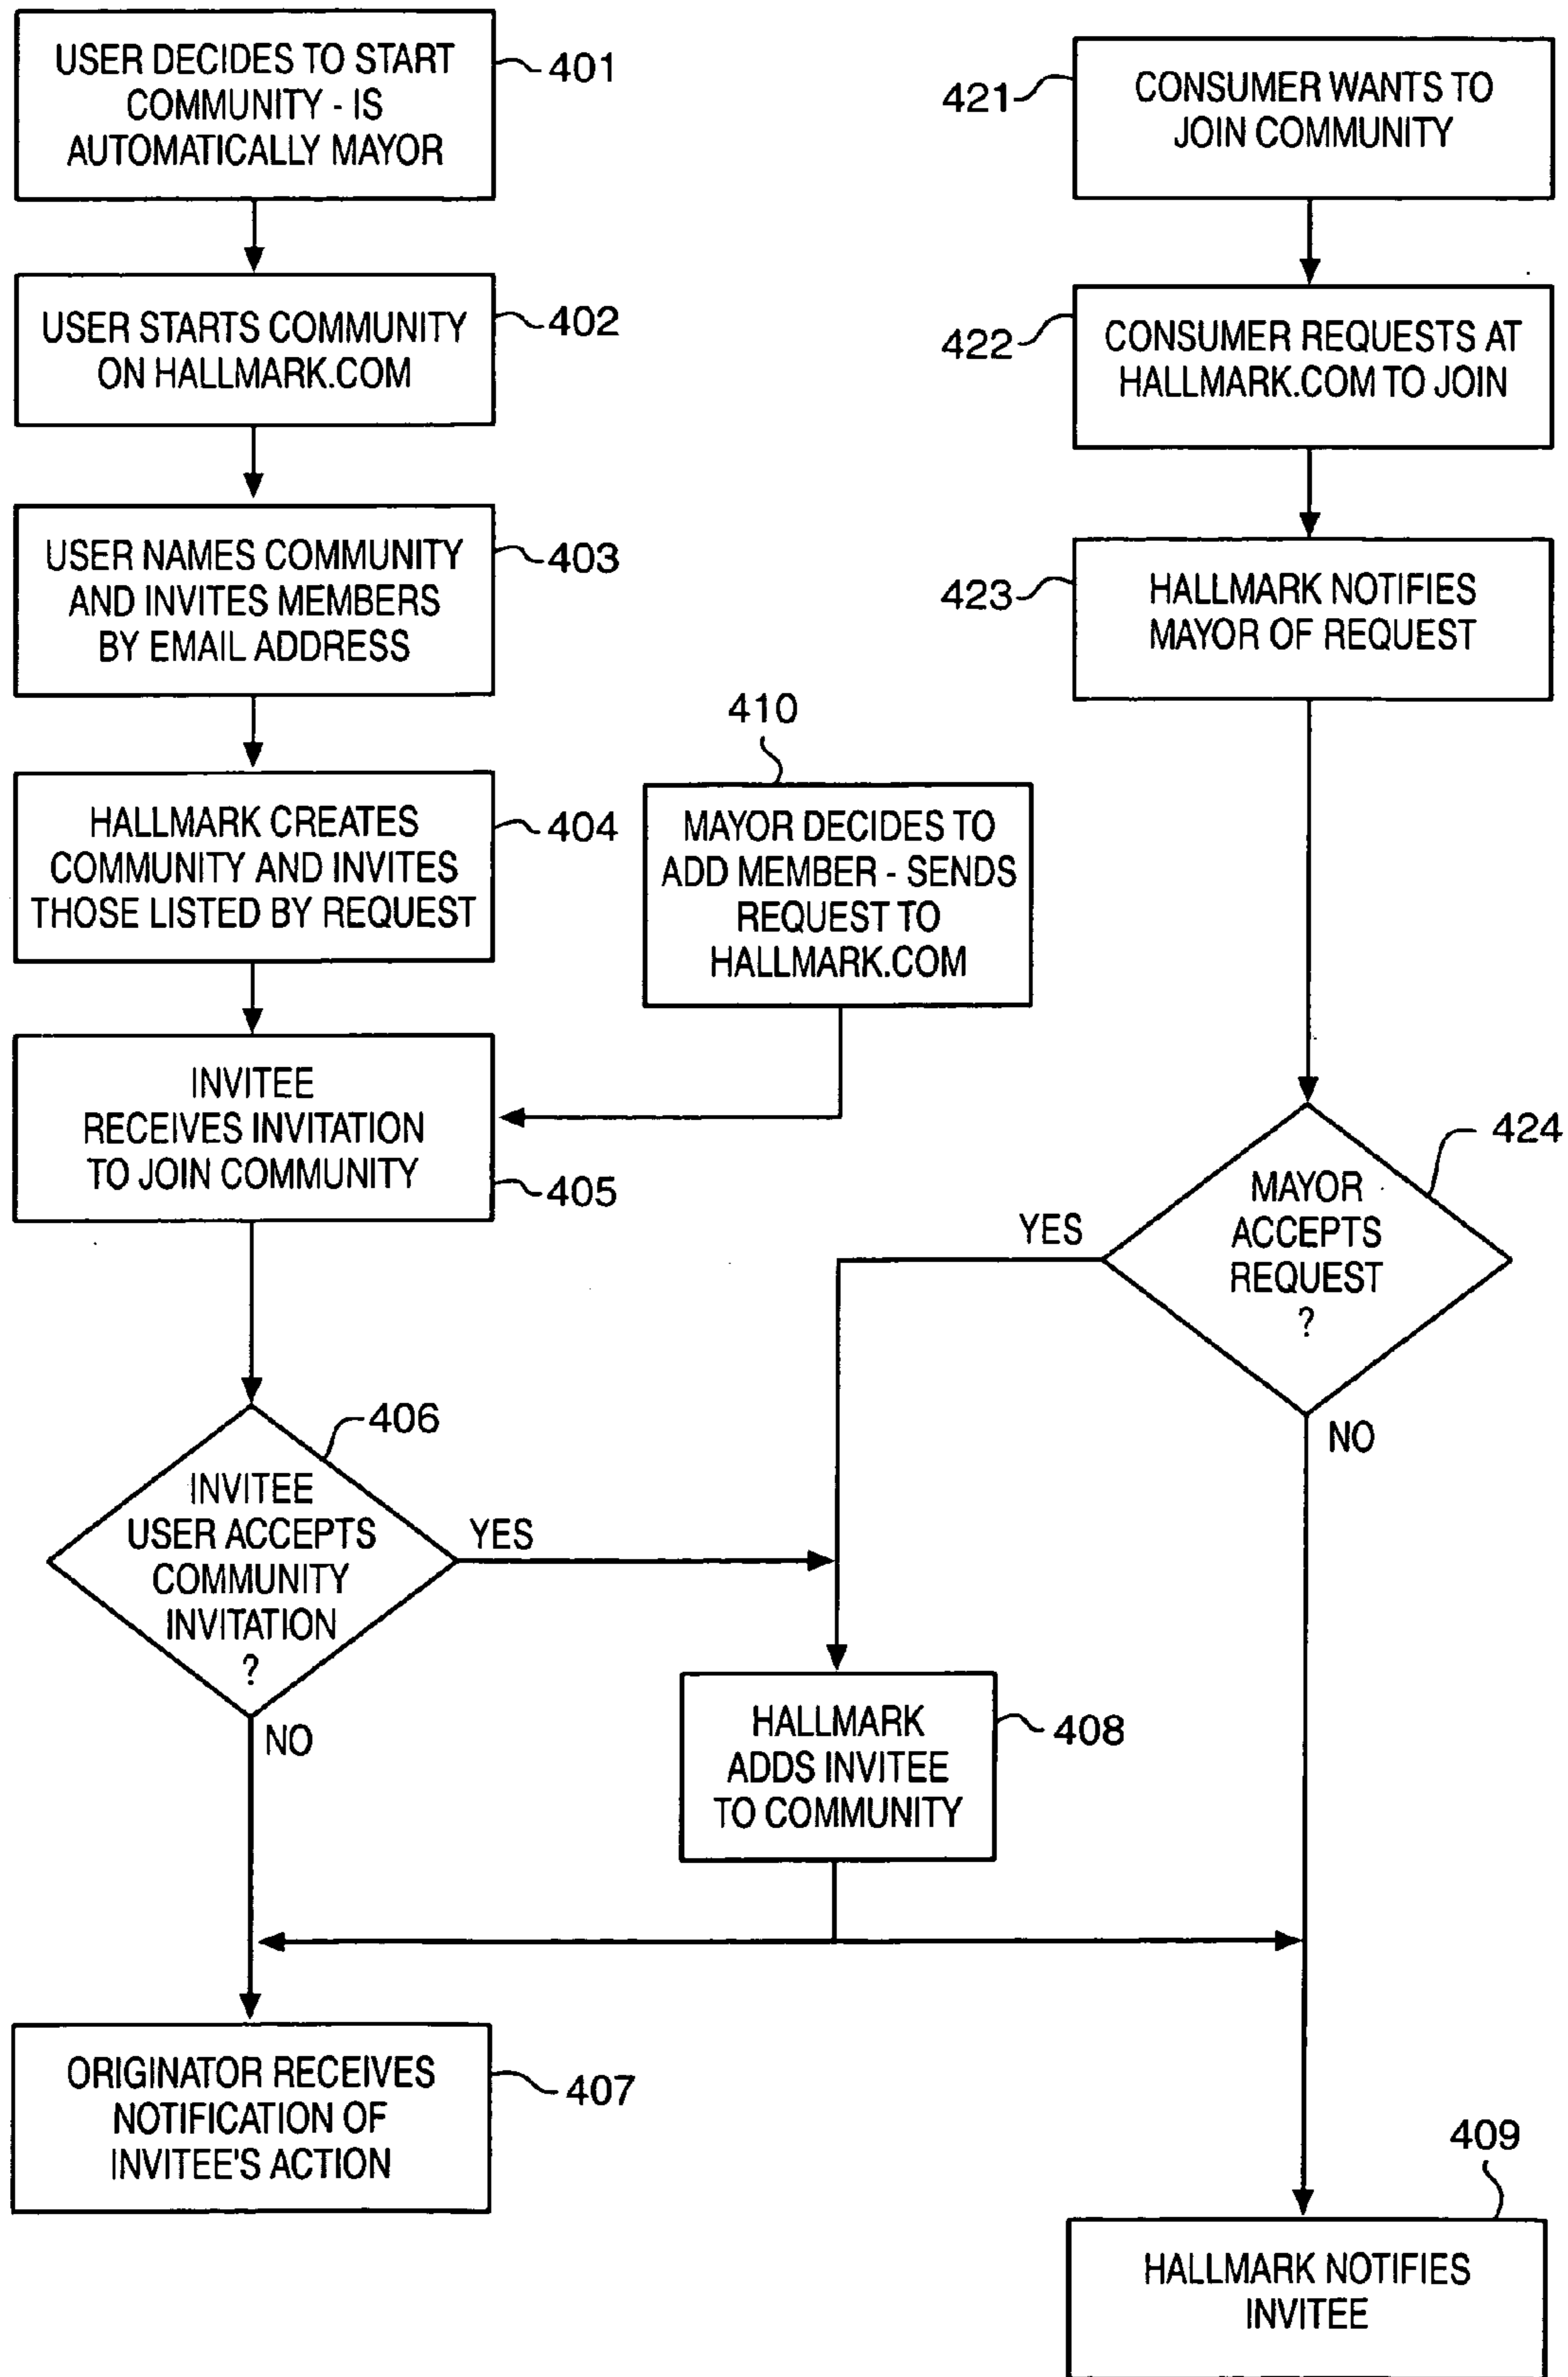 USER DECIDES TO START
COMMUNITY - IS
AUTOMATICALLY MAYOR
401
USER STARTS COMMUNITY
ON HALLMARK.COM
402
USER NAMES COMMUNITY
AND INVITES MEMBERS
BY EMAIL ADDRESS
403
HALLMARK CREATES
COMMUNITY AND INVITES
THOSE LISTED BY REQUEST
404
410
MAYOR DECIDES TO
ADD MEMBER - SENDS
REQUEST TO
HALLMARK.COM
INVITEE
RECEIVES INVITATION
TO JOIN COMMUNITY
405
406
INVITEE
USER ACCEPTS
COMMUNITY
INVITATION
?
YES
NO
421
CONSUMER WANTS TO
JOIN COMMUNITY
422
CONSUMER REQUESTS AT
HALLMARK.COM TO JOIN
423
HALLMARK NOTIFIES
MAYOR OF REQUEST
424
MAYOR
ACCEPTS
REQUEST
?
YES
NO
HALLMARK
ADDS INVITEE
TO COMMUNITY
408
ORIGINATOR RECEIVES
NOTIFICATION OF
INVITEE'S ACTION
407
409
HALLMARK NOTIFIES
INVITEE